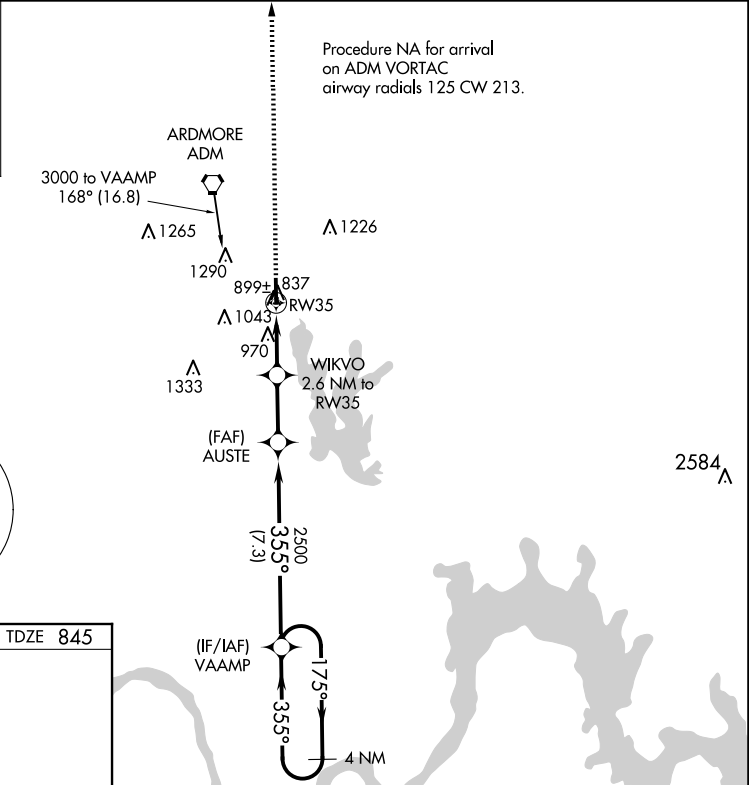 Procedure NA for arrival
on ADM VORTAC
airway radials 125 CW 213.
ARDMORE
ADM
3000 to VAAMP
168° (16.8)
1265
1226
1290
899±
837
RW35
1043
970
WIKVO
2.6 NM to
RW35
1333
(FAF)
AUSTE
2584
2500
355°
(7.3)
TDZE 845
(IF/IAF)
VAAMP
175°
355°
4 NM